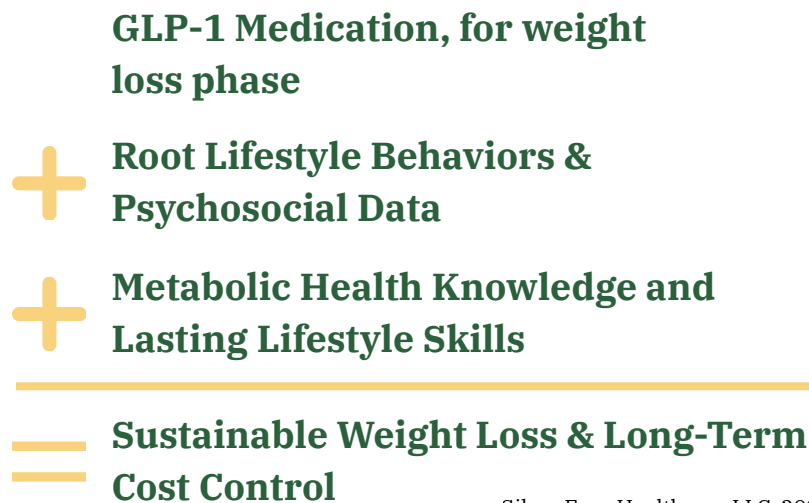 GLP-1 Medication, for weight
loss phase
+ Root Lifestyle Behaviors &
Psychosocial Data
+ Metabolic Health Knowledge and
Lasting Lifestyle Skills
= Sustainable Weight Loss & Long-Term
Cost Control